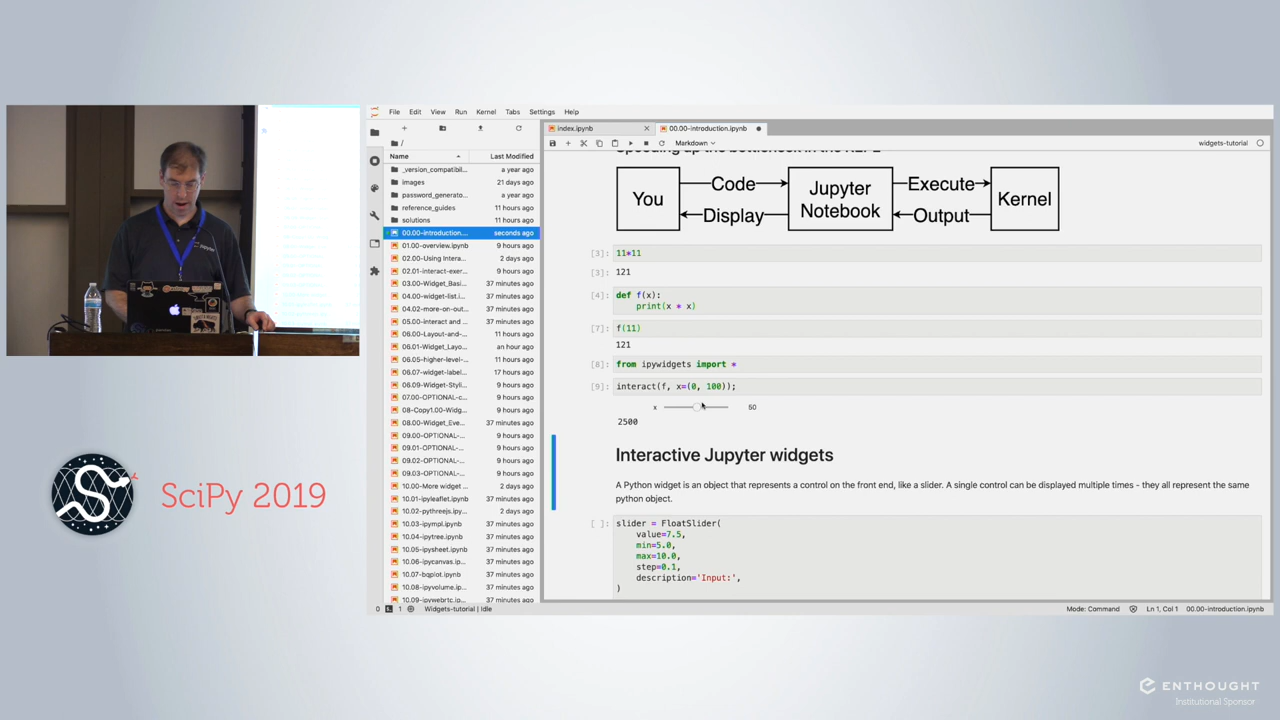 File Edit View Run Kernel Tabs Settings Help
index.ipynb
00.00-introduction.ipynb
/
Markdown
widgets-tutorial
Name
Last Modified
_version_compatibil... a year ago
images 21 days ago
password_generato... a year ago
reference_guides 11 hours ago
solutions 11 hours ago
00.00-introduction.... seconds ago
01.00-overview.ipynb 9 hours ago
02.00-Using Intera... 2 days ago
02.01-interact-exer... 9 hours ago
03.00-Widget_Basi... 37 minutes ago
04.00-widget-list.i... 37 minutes ago
04.02-more-on-out... 37 minutes ago
05.00-interact and ... 37 minutes ago
06.00-Layout-and-... 11 hours ago
06.01-Widget_Layo... an hour ago
06.05-higher-level-... 11 hours ago
06.07-widget-label... 17 hours ago
06.09-Widget-Styli... 9 hours ago
07.00-OPTIONAL-c... 9 hours ago
08-Copy1.00-Widg... 9 hours ago
08.00-Widget_Eve... 37 minutes ago
09.00-OPTIONAL-... 9 hours ago
09.01-OPTIONAL-... 9 hours ago
09.02-OPTIONAL-... 9 hours ago
09.03-OPTIONAL-... 9 hours ago
10.00-More widget ... 2 days ago
10.01-ipyleaflet.ipynb 37 minutes ago
10.02-pythreejs.ipy... 2 days ago
10.03-ipympl.ipynb 37 minutes ago
10.04-ipytree.ipynb 37 minutes ago
10.05-ipysheet.ipynb 37 minutes ago
10.06-ipycanvas.ip... 37 minutes ago
10.07-bqplot.ipynb 37 minutes ago
10.08-ipyvolume.ip... 37 minutes ago
10.09-ipywebrtc.ip... 37 minutes ago
You
Code
Display
Jupyter
Notebook
Execute
Output
Kernel
[3]: 11*11
[3]: 121
[4]: def f(x):
print(x * x)
[7]: f(11)
121
[8]: from ipywidgets import *
[9]: interact(f, x=(0, 100));
x 50
2500
Interactive Jupyter widgets
A Python widget is an object that represents a control on the front end, like a slider. A single control can be displayed multiple times - they all represent the same
python object.
[ ]: slider = FloatSlider(
value=7.5,
min=5.0,
max=10.0,
step=0.1,
description='Input:',
)
0 1 Widgets-tutorial | Idle
Mode: Command Ln 1, Col 1 00.00-introduction.ipynb
SciPy 2019
ENTHOUGHT
Institutional Sponsor